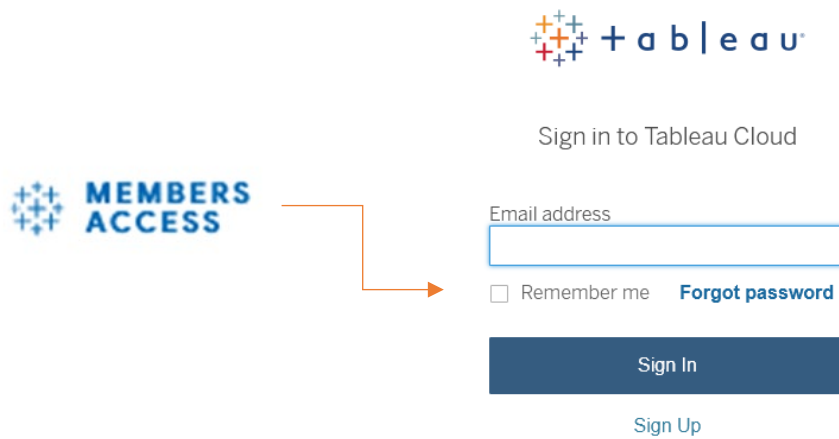 + a b l e a u
Sign in to Tableau Cloud
MEMBERS
ACCESS
Email address
Remember me Forgot password
Sign In
Sign Up